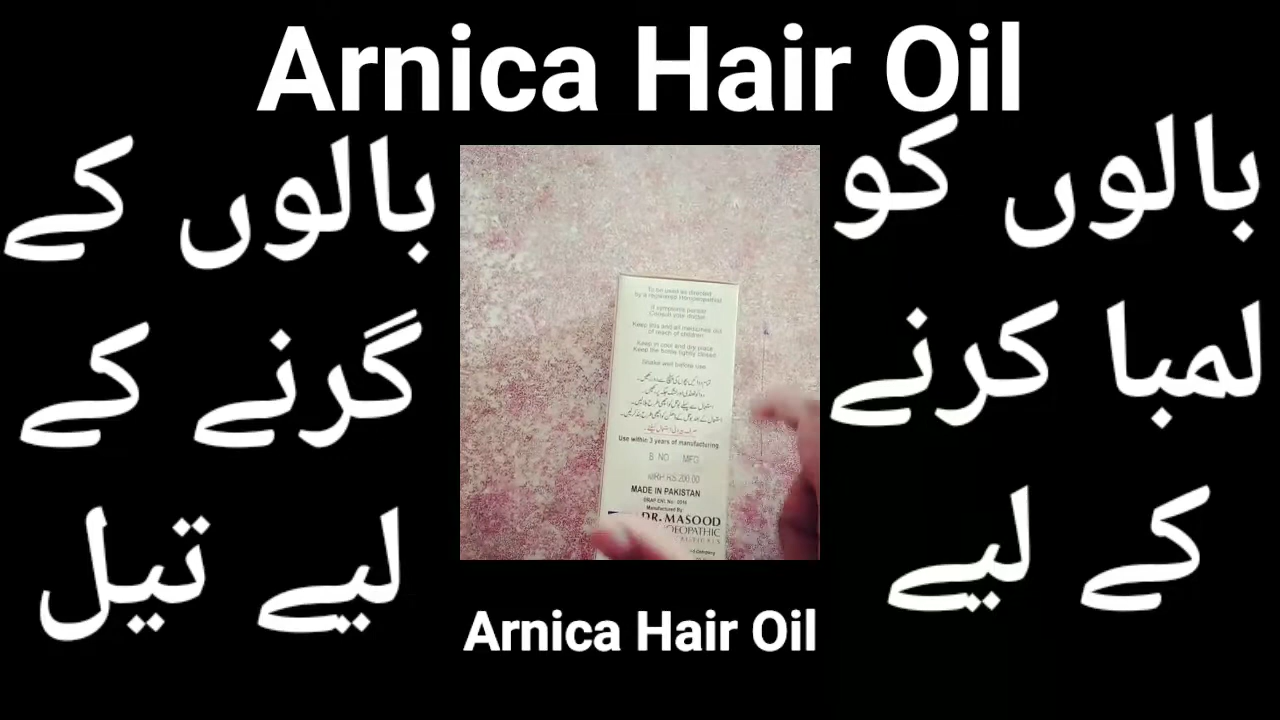 Arnica Hair Oil
بالوں کو
لمبا کرنے
کے لیے
بالوں کے
گرنے کے
لیے تیل
To be used as directed
by a registered Homoeopathist
If symptoms persist
Consult your doctor.
Keep this and all medicines out
of reach of children.
Keep in cool and dry place.
Keep the bottle tightly closed.
Shake well before use.
Use within 3 years of manufacturing
B NO. MFD.
MRP RS.200.00
MADE IN PAKISTAN
Manufactured By:
DR. MASOOD
Arnica Hair Oil